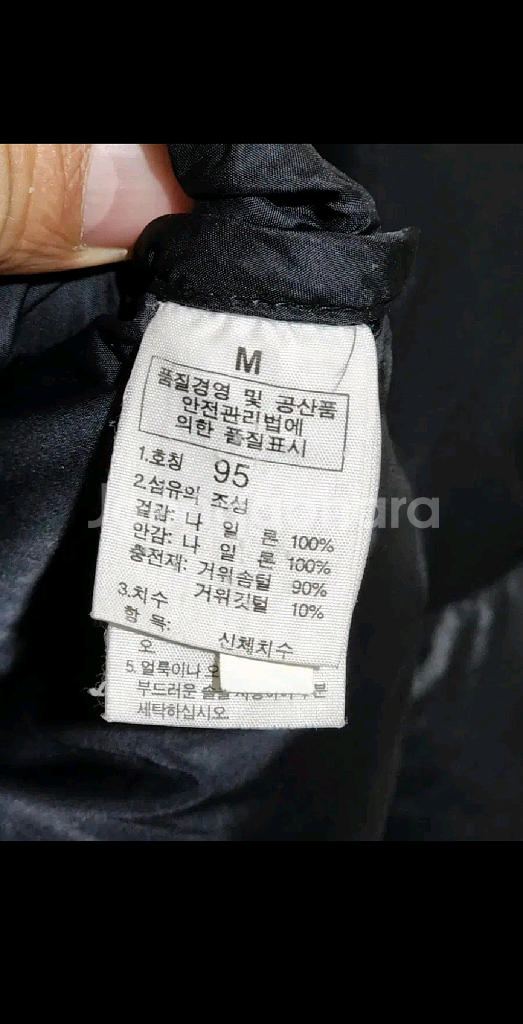 M
품질경영 및 공산품
안전관리법에
의한 품질표시
1.호칭 95
2.섬유의 조성
겉감: 나 일 론 100%
안감: 나 일 론 100%
충전재: 거위솜털 90%
거위깃털 10%
3.치수
항 목: 신체치수
오.
5. 얼룩이나 오
부드러운 솔
세탁하십시오.